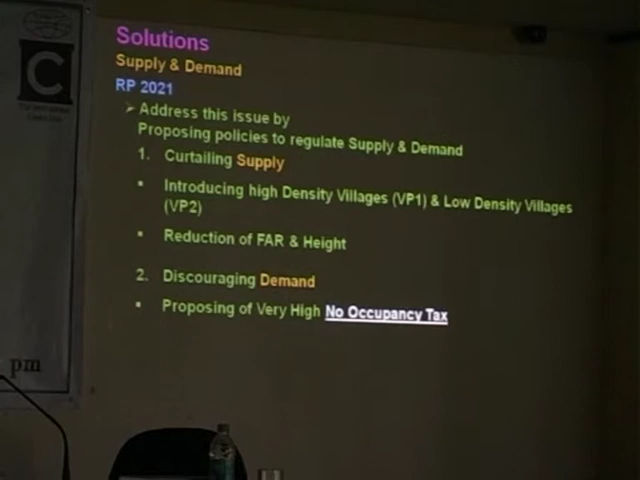 C
Solutions
Supply & Demand
RP 2021
➢ Address this issue by
Proposing policies to regulate Supply & Demand
1. Curtailing Supply
▪ Introducing high Density Villages (VP1) & Low Density Villages
(VP2)
▪ Reduction of FAR & Height
2. Discouraging Demand
▪ Proposing of Very High No Occupancy Tax
pm